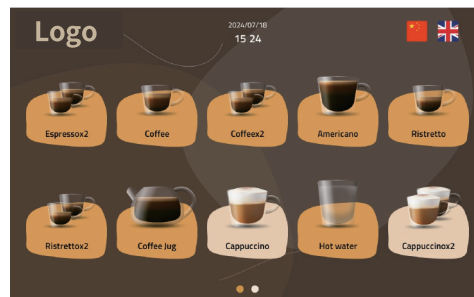 Logo
2024/07/18
15 24
Espressox2
Coffee
Coffeex2
Americano
Ristretto
Ristrettox2
Coffee Jug
Cappuccino
Hot water
Cappuccinox2